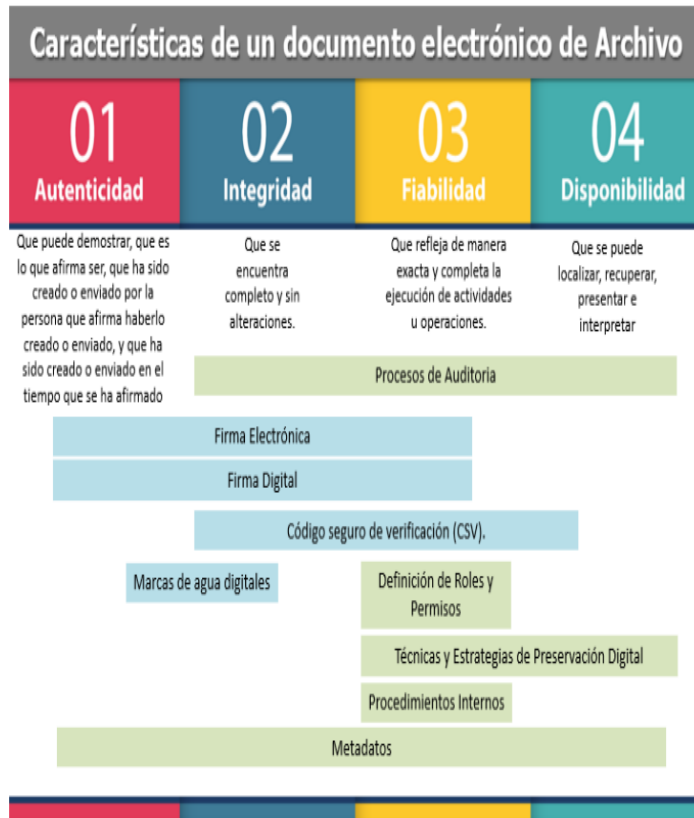 Características de un documento electrónico de Archivo
01
Autenticidad
02
Integridad
03
Fiabilidad
04
Disponibilidad
Que puede demostrar, que es
lo que afirma ser, que ha sido
creado o enviado por la
persona que afirma haberlo
creado o enviado, y que ha
sido creado o enviado en el
tiempo que se ha afirmado
Que se
encuentra
completo y sin
alteraciones.
Que refleja de manera
exacta y completa la
ejecución de actividades
u operaciones.
Que se puede
localizar, recuperar,
presentar e
interpretar
Procesos de Auditoria
Firma Electrónica
Firma Digital
Código seguro de verificación (CSV).
Marcas de agua digitales
Definición de Roles y
Permisos
Técnicas y Estrategias de Preservación Digital
Procedimientos Internos
Metadatos